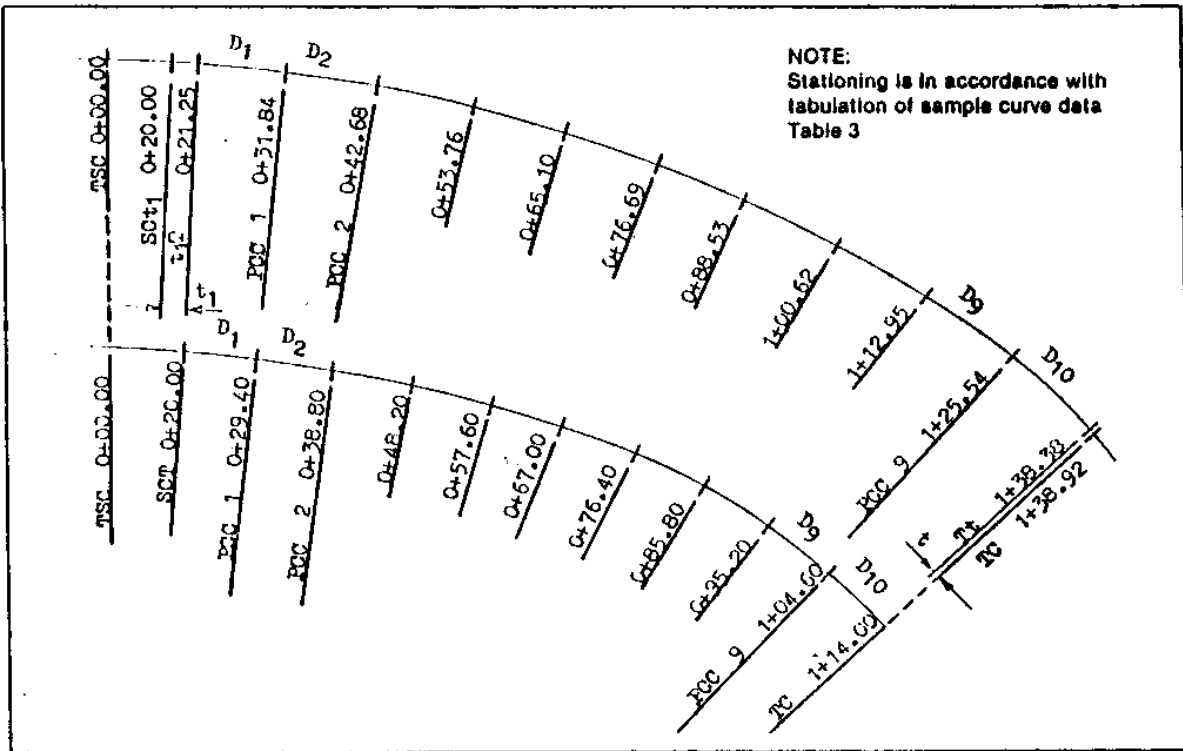 NOTE:
Stationing is in accordance with
tabulation of sample curve data
Table 3
D1
D2
TSC 0+00.00
SCt1 0+20.00
0+21.25
PCC 1 0+31.84
PCC 2 0+42.68
0+53.76
0+65.10
0+76.69
0+88.53
1+00.62
1+12.95
D9
PCC 9 1+25.54
D10
Tt 1+38.38
TC 1+38.92
t1
D1
D2
TSC 0+00.00
SCT 0+20.00
PCC 1 0+29.40
PCC 2 0+38.80
0+48.20
0+57.60
0+67.00
0+76.40
0+85.80
0+95.20
D9
PCC 9 1+04.60
D10
TC 1+14.00